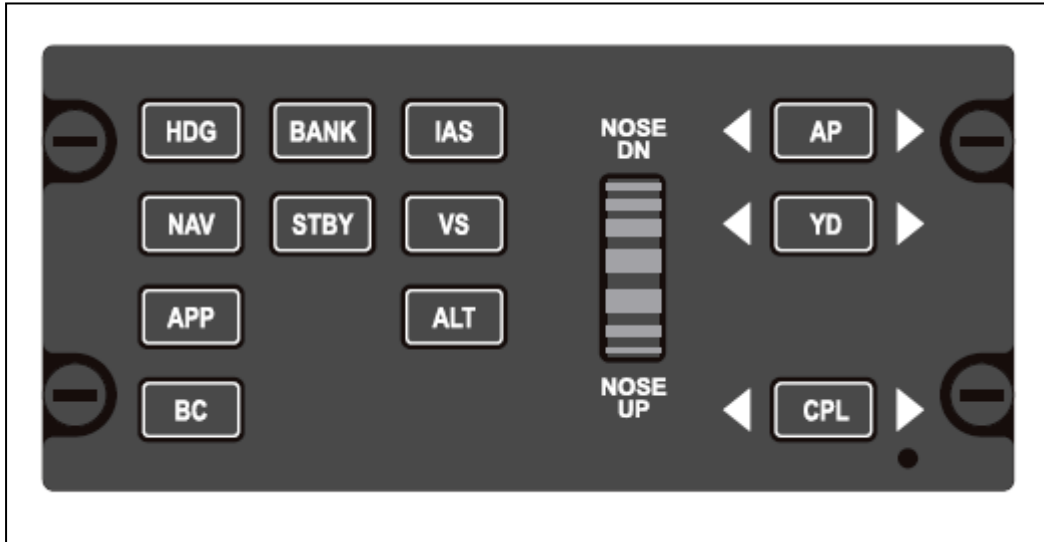 HDG BANK IAS
NOSE
DN
AP
NAV STBY VS
YD
APP ALT
BC
NOSE
UP
CPL